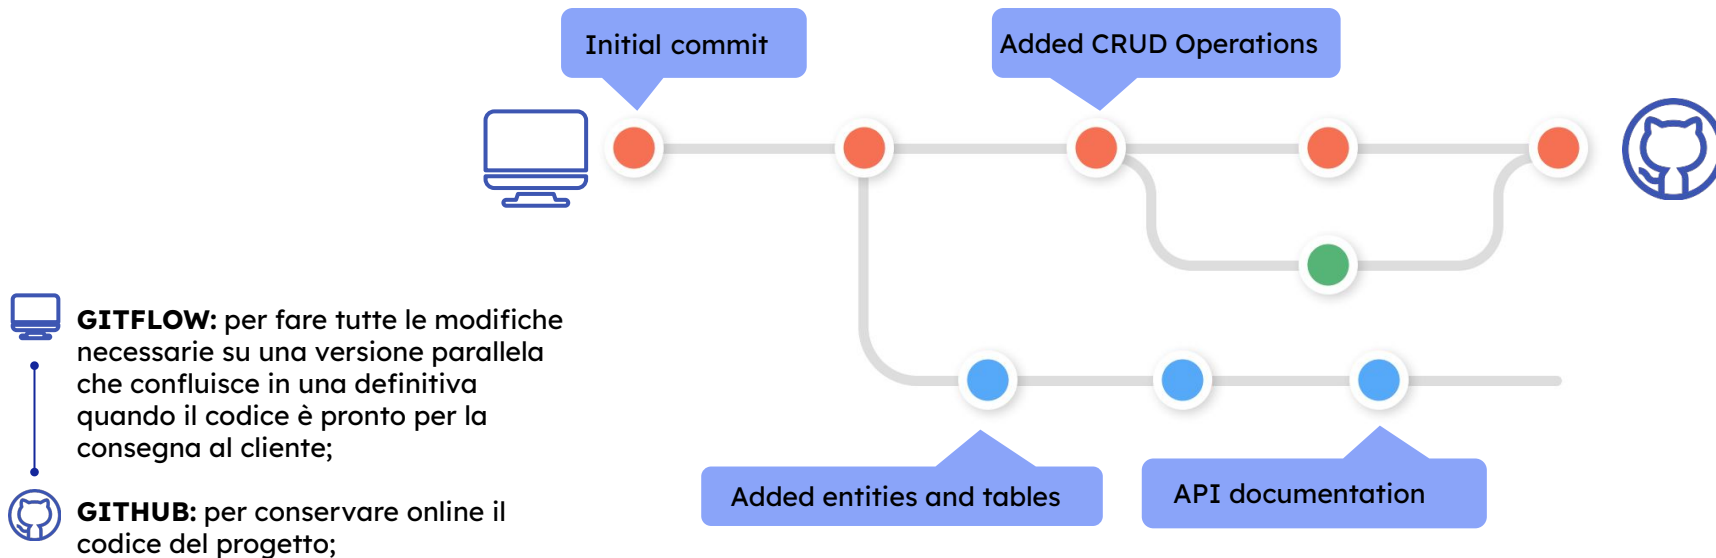 Initial commit
Added CRUD Operations
GITFLOW: per fare tutte le modifiche
necessarie su una versione parallela
che confluisce in una definitiva
quando il codice è pronto per la
consegna al cliente;
Added entities and tables
API documentation
GITHUB: per conservare online il
codice del progetto;